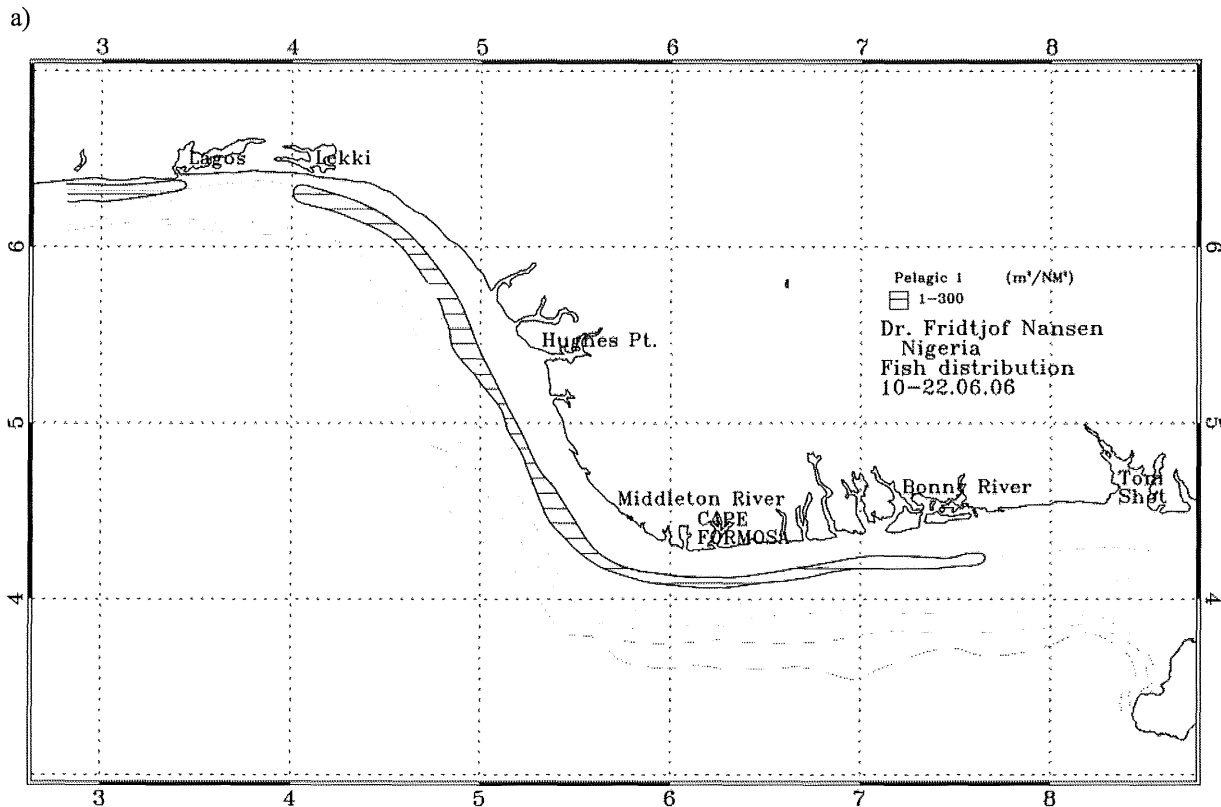 a)
3 4 5 6 7 8
Lagos Lekki
6 6
Pelagic 1 (m²/NM²)
1-300
Dr. Fridtjof Nansen
Nigeria
Hughes Pt.
Fish distribution
10-22.06.06
5 5
Tom
Shot
Bonny River
Middleton River
CAPE
FORMOSA
4 4
3 4 5 6 7 8